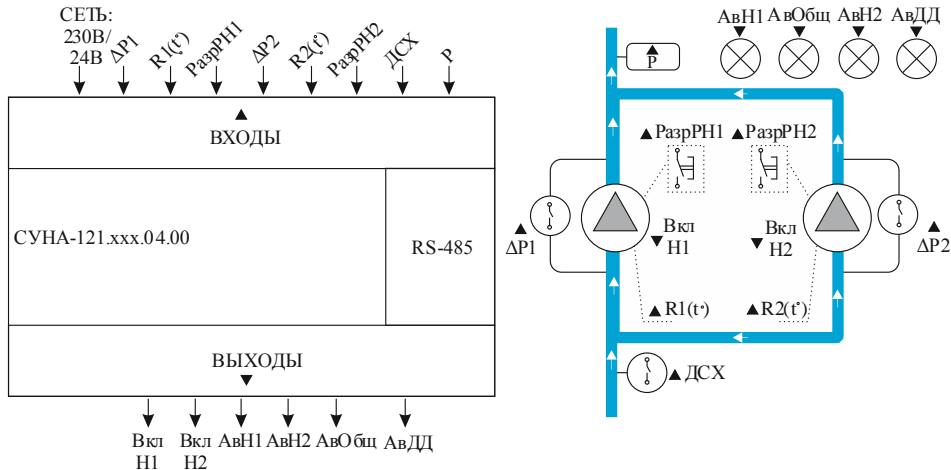 СЕТЬ:
230В/
24В
ΔР1
R1(t°)
РазрРН1
ΔР2
R2(t°)
РазрРН2
ДСХ
Р
ВХОДЫ
СУНА-121.xxx.04.00
RS-485
ВЫХОДЫ
Вкл
Н1
Вкл
Н2
АвН1
АвН2
АвОбщ
АвДД
АвН1
АвОбщ
АвН2
АвДД
Р
РазрРН1
РазрРН2
ΔР1
Вкл
Н1
Вкл
Н2
ΔР2
R1(t°)
R2(t°)
ДСХ